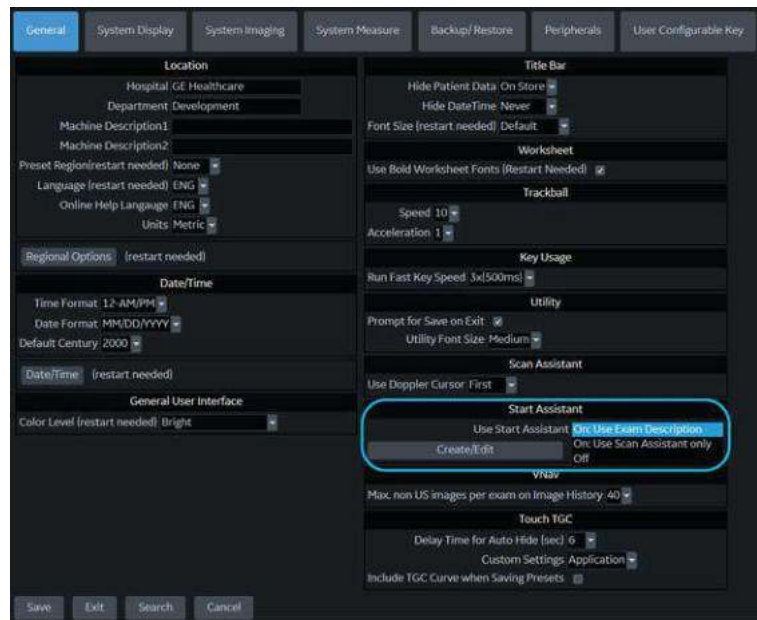 General
System Display
System Imaging
System Measure
Backup/Restore
Peripherals
User Configurable Key
Location
Hospital GE Healthcare
Department Development
Machine Description1
Machine Description2
Preset Region(restart needed) None
Language (restart needed) ENG
Online Help Langauge ENG
Units Metric
Regional Options (restart needed)
Date/Time
Time Format 12-AM/PM
Date Format MM/DD/YYYY
Default Century 2000
Date/Time (restart needed)
General User Interface
Color Level (restart needed) Bright
Title Bar
Hide Patient Data On Store
Hide DateTime Never
Font Size (restart needed) Default
Worksheet
Use Bold Worksheet Fonts (Restart Needed)
Trackball
Speed 10
Acceleration 1
Key Usage
Run Fast Key Speed 3x(500ms)
Utility
Prompt for Save on Exit
Utility Font Size Medium
Scan Assistant
Use Doppler Cursor First
Start Assistant
Use Start Assistant On: Use Exam Description
On: Use Scan Assistant only
Off
Create/Edit
VNav
Max. non US images per exam on Image History 40
Touch TGC
Delay Time for Auto Hide (sec) 6
Custom Settings Application
Include TGC Curve when Saving Presets
Save
Exit
Search
Cancel